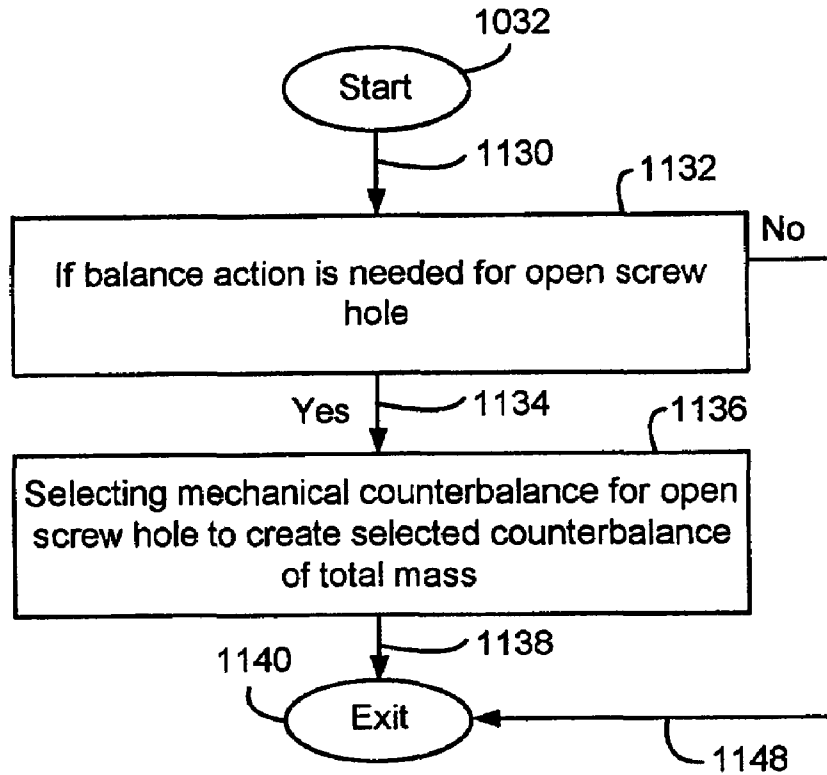 1032
Start
1130
1132
No
If balance action is needed for open screw
hole
Yes
1134
1136
Selecting mechanical counterbalance for open
screw hole to create selected counterbalance
of total mass
1138
1140
Exit
1148